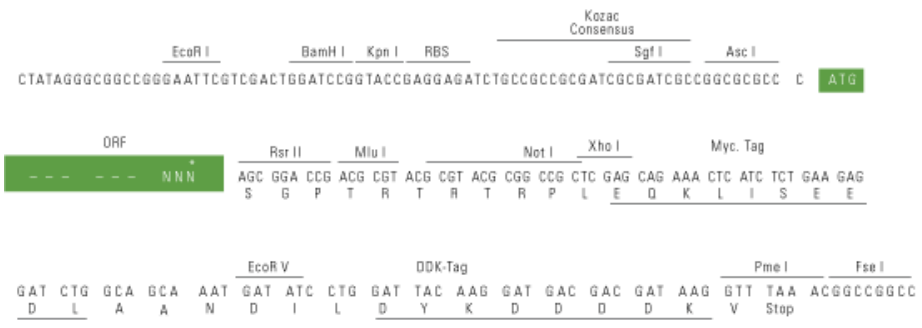 Kozac
Consensus
EcoR I BamH I Kpn I RBS Sgf I Asc I
CTATAGGGCGGCCGGGAATTCGTCGACTGGATCCGGTACCGAGGAGATCTGCCGCCGCGATCGCGATCGCCGGCGCGCC C ATG
ORF
Rsr II Mlu I Not I Xho I Myc. Tag
*
--- --- NNN AGC GGA CCG ACG CGT ACG CGT ACG CGG CCG CTC GAG CAG AAA CTC ATC TCT GAA GAG
S G P T R T R T R P L E Q K L I S E E
EcoR V DDK-Tag Pme I Fse I
GAT CTG GCA GCA AAT GAT ATC CTG GAT TAC AAG GAT GAC GAC GAT AAG GTT TAA ACGGCCGGCC
D L A A N D I L D Y K D D D D K V Stop